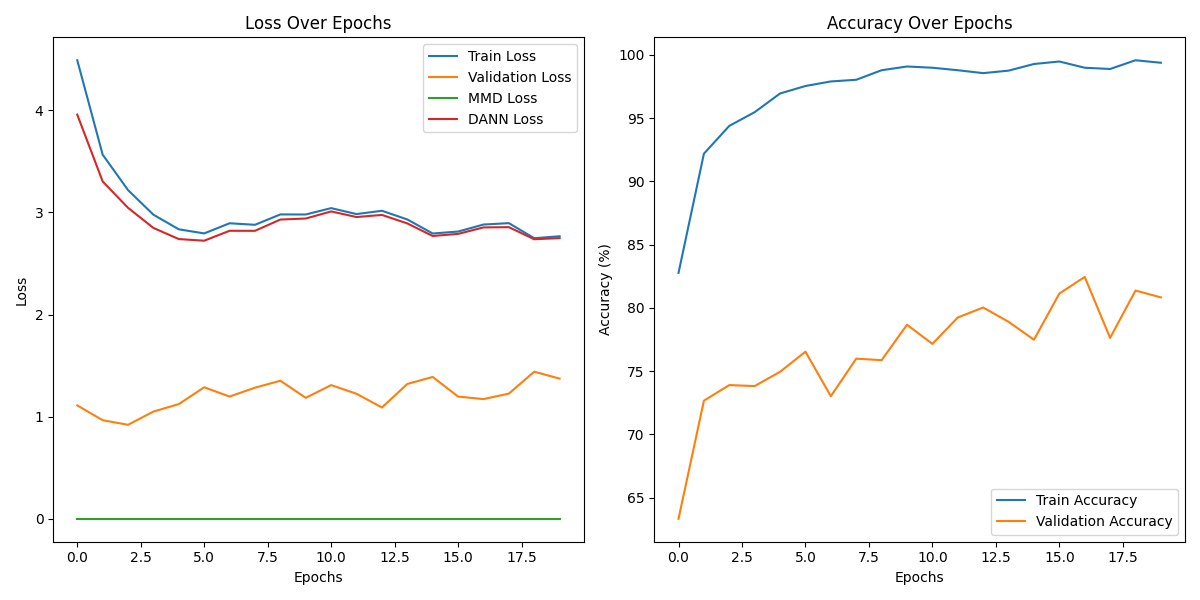 Loss Over Epochs
Train Loss
Validation Loss
MMD Loss
DANN Loss
4
3
2
1
0
Loss
0.0 2.5 5.0 7.5 10.0 12.5 15.0 17.5
Epochs
Accuracy Over Epochs
100
95
90
85
80
75
70
65
Accuracy (%)
Train Accuracy
Validation Accuracy
0.0 2.5 5.0 7.5 10.0 12.5 15.0 17.5
Epochs